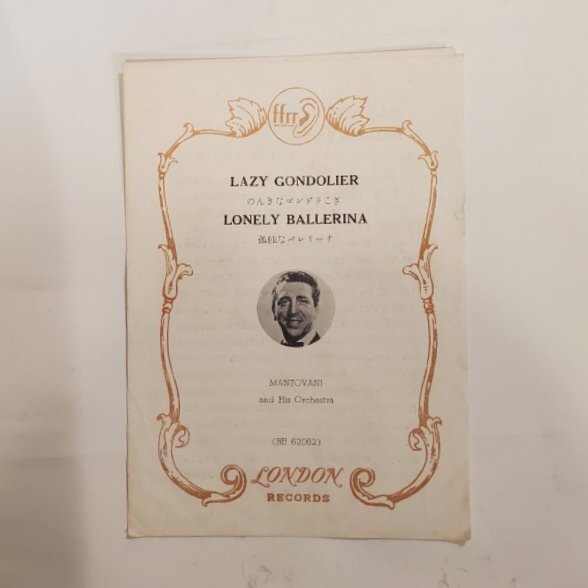 ffrr
LAZY GONDOLIER
のんきなゴンドラこぎ
LONELY BALLERINA
孤独なバレリーナ
MANTOVANI
and His Orchestra
(RB 62062)
LONDON
RECORDS